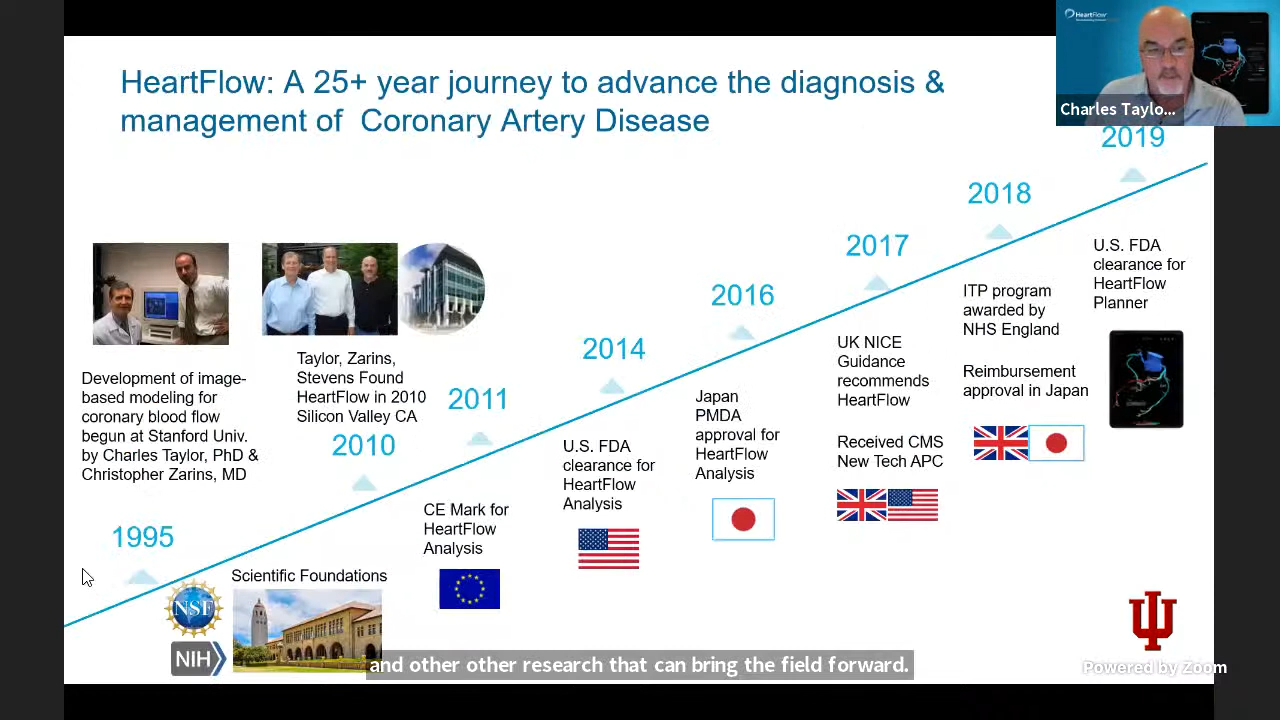 HeartFlow
Charles Taylo...
HeartFlow: A 25+ year journey to advance the diagnosis &
management of Coronary Artery Disease
2019
2018
2017
2016
2014
2011
2010
1995
Development of image-
based modeling for
coronary blood flow
begun at Stanford Univ.
by Charles Taylor, PhD &
Christopher Zarins, MD
Scientific Foundations
NSF
NIH
Taylor, Zarins,
Stevens Found
HeartFlow in 2010
Silicon Valley CA
CE Mark for
HeartFlow
Analysis
U.S. FDA
clearance for
HeartFlow
Analysis
Japan
PMDA
approval for
HeartFlow
Analysis
UK NICE
Guidance
recommends
HeartFlow
Received CMS
New Tech APC
ITP program
awarded by
NHS England
Reimbursement
approval in Japan
U.S. FDA
clearance for
HeartFlow
Planner
and other other research that can bring the field forward.
Powered by Zoom